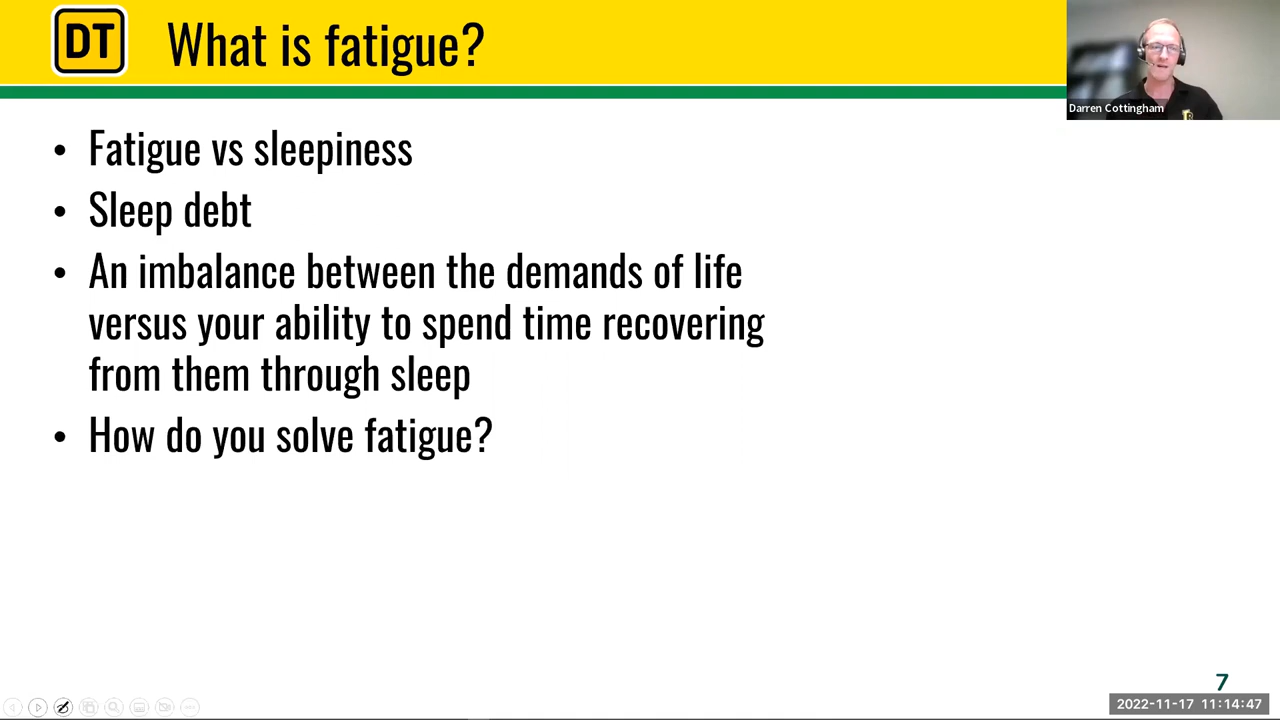 DT
What is fatigue?
Darren Cottingham
• Fatigue vs sleepiness
• Sleep debt
• An imbalance between the demands of life
versus your ability to spend time recovering
from them through sleep
• How do you solve fatigue?
7
2022-11-17 11:14:47